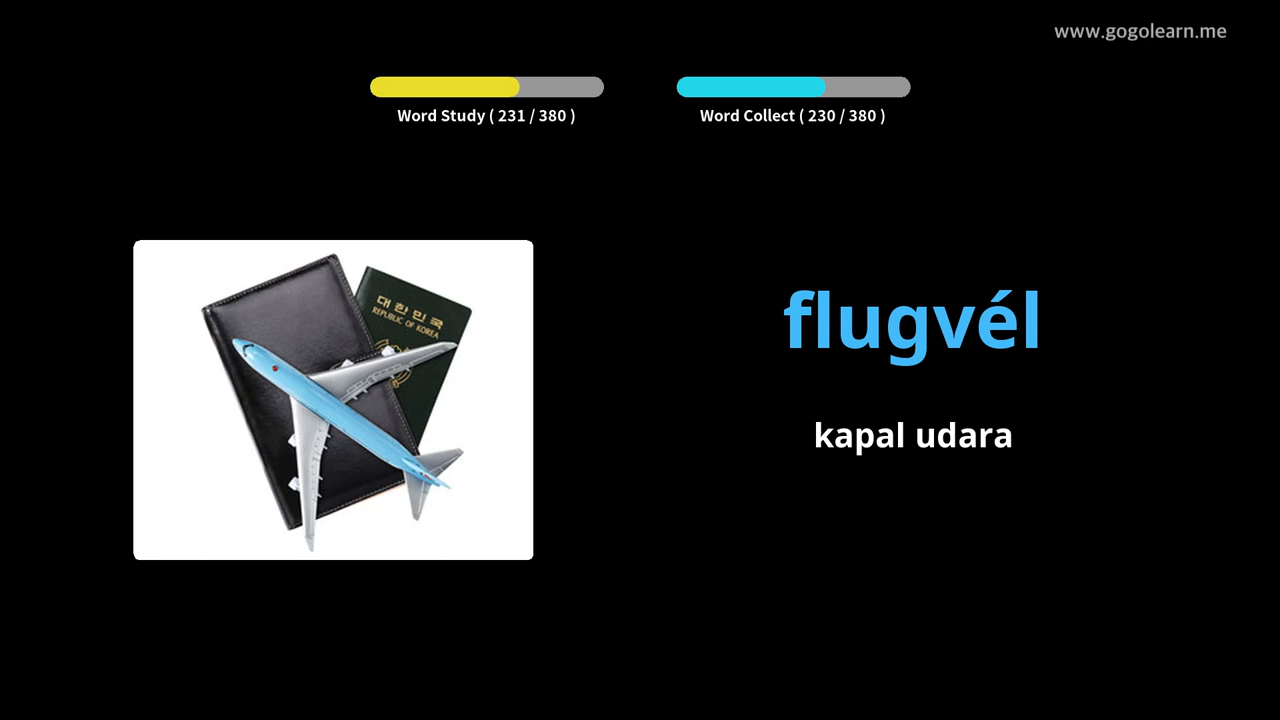 www.gogolearn.me
Word Study ( 231 / 380 )
Word Collect ( 230 / 380 )
대한민국
REPUBLIC OF KOREA
flugvél
kapal udara